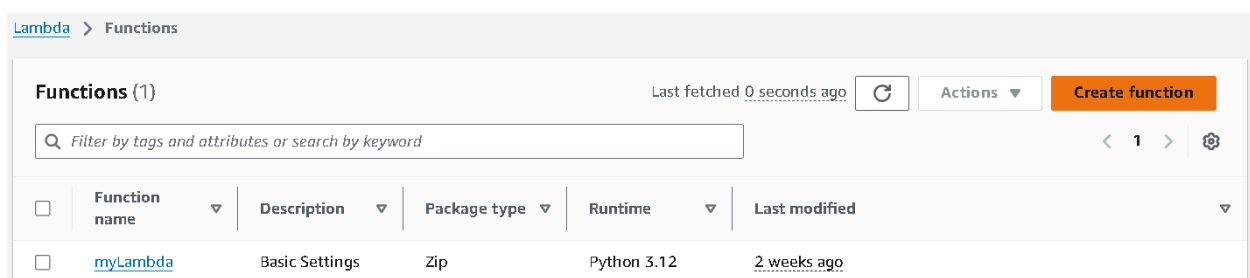 Lambda > Functions
Functions (1) Last fetched 0 seconds ago Actions Create function
Filter by tags and attributes or search by keyword 1
Function name Description Package type Runtime Last modified
myLambda Basic Settings Zip Python 3.12 2 weeks ago